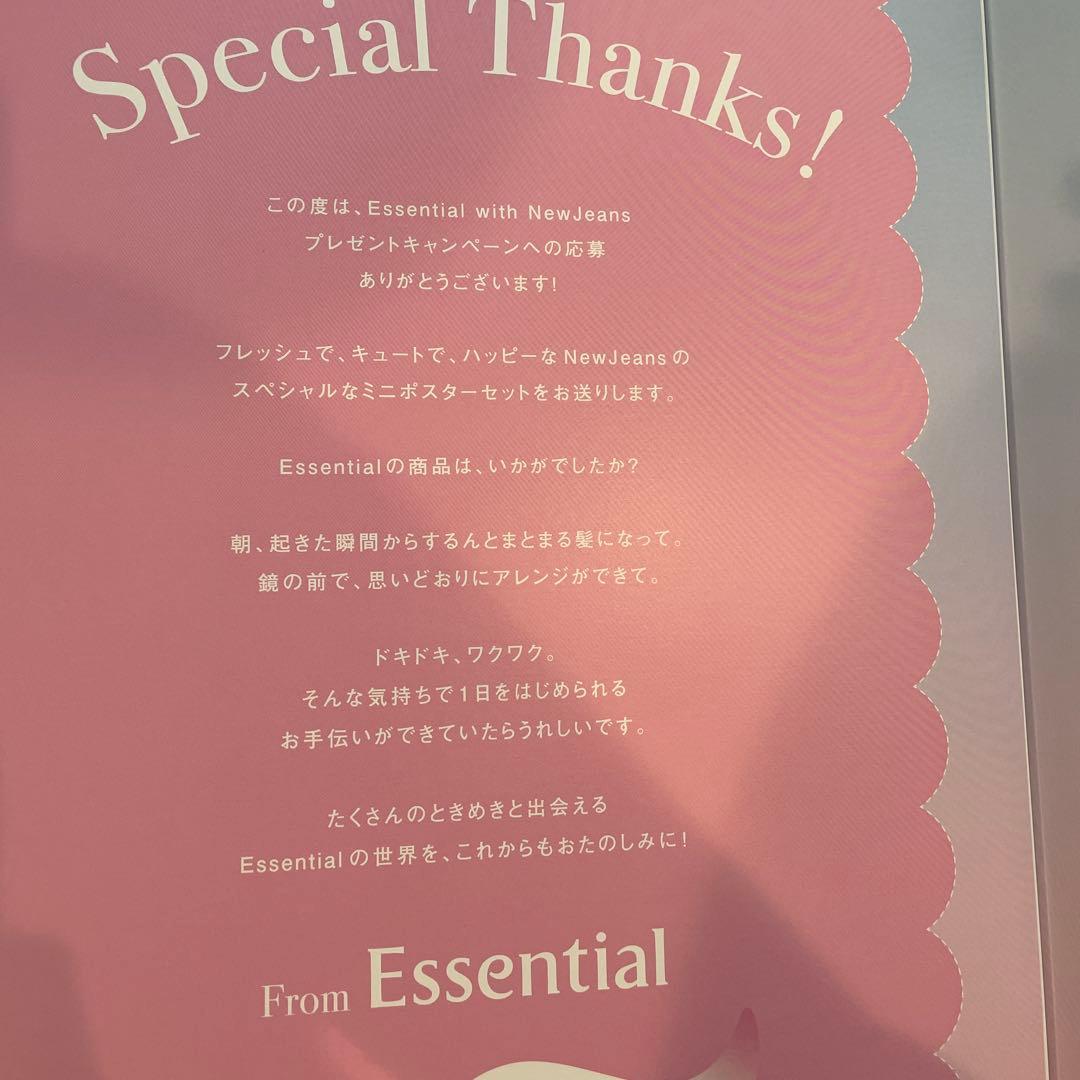 Special Thanks!
この度は、Essential with NewJeans
プレゼントキャンペーンへの応募
ありがとうございます!
フレッシュで、キュートで、ハッピーなNewJeansの
スペシャルなミニポスターセットをお送りします。
Essentialの商品は、いかがでしたか?
朝、起きた瞬間からするんとまとまる髪になって。
鏡の前で、思いどおりにアレンジができて。
ドキドキ、ワクワク。
そんな気持ちで1日をはじめられる
お手伝いができていたらうれしいです。
たくさんのときめきと出会える
Essentialの世界を、これからもおたのしみに!
From Essential